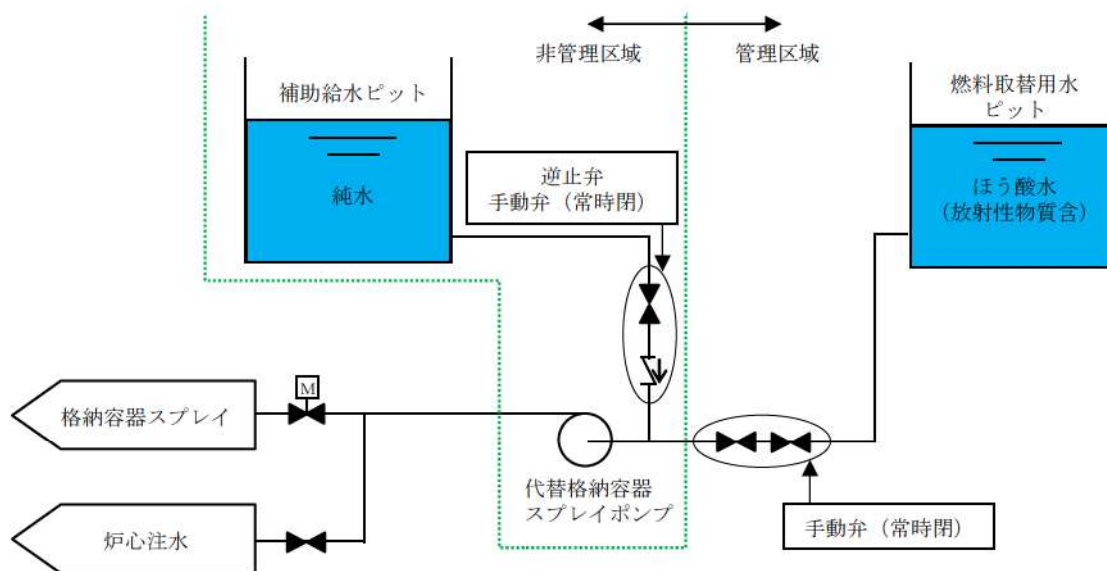 非管理区域
管理区域
補助給水ピット
純水
逆止弁
手動弁（常時閉）
燃料取替用水
ピット
ほう酸水
（放射性物質含）
M
格納容器スプレイ
炉心注水
代替格納容器
スプレイポンプ
手動弁（常時閉）